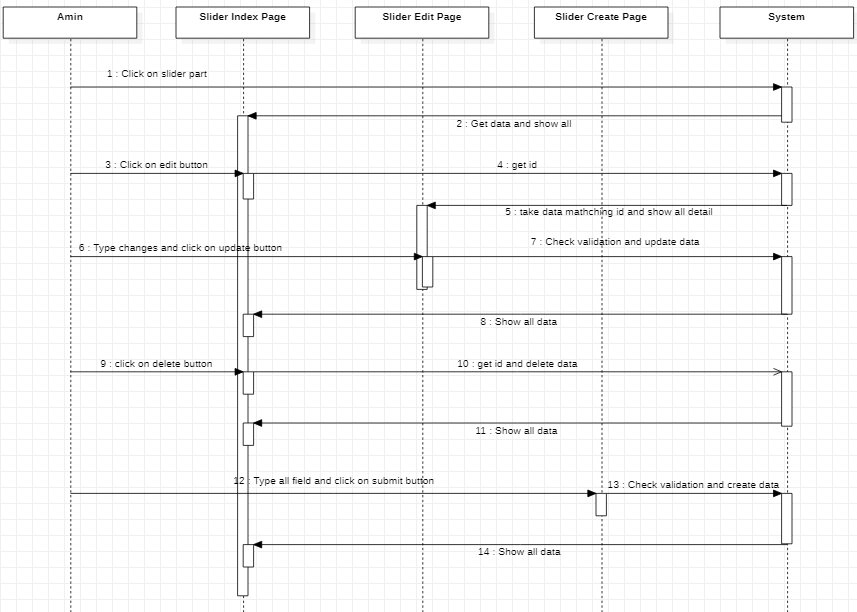 Amin
Slider Index Page
Slider Edit Page
Slider Create Page
System
1 : Click on slider part
2 : Get data and show all
3 : Click on edit button
4 : get id
5 : take data mathching id and show all detail
6 : Type changes and click on update button
7 : Check validation and update data
8 : Show all data
9 : click on delete button
10 : get id and delete data
11 : Show all data
12 : Type all field and click on submit button
13 : Check validation and create data
14 : Show all data